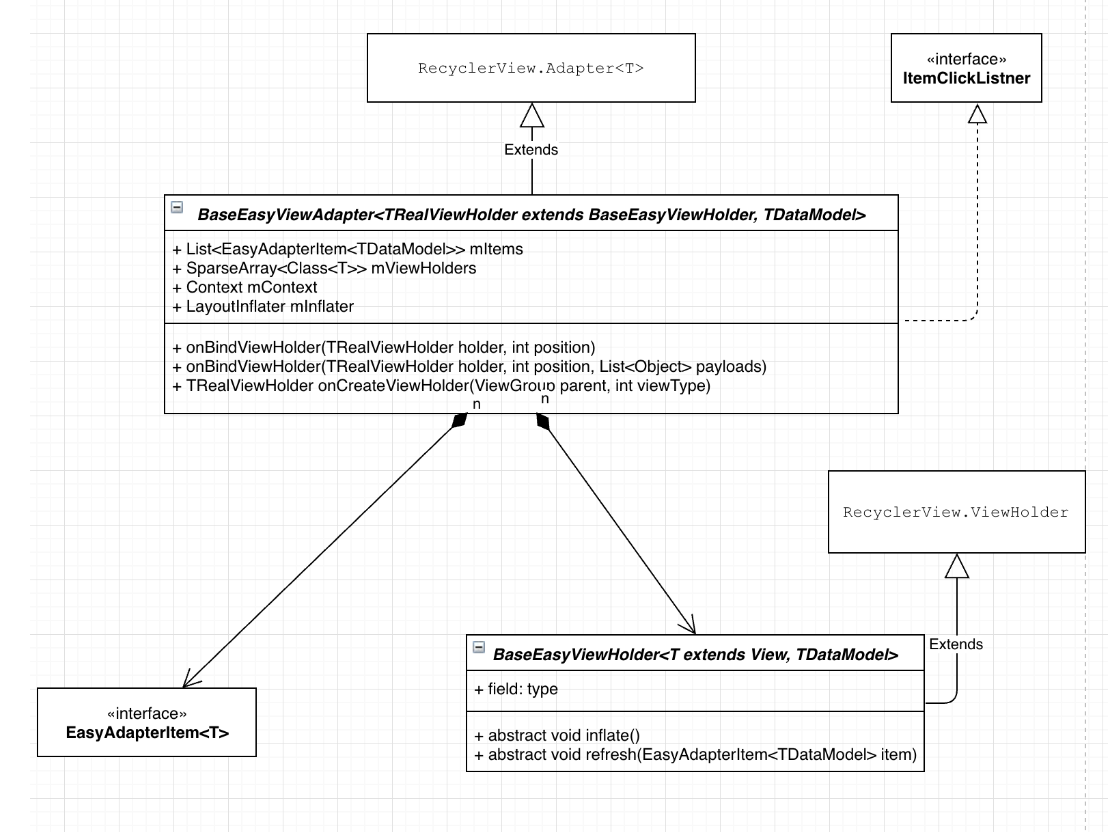 RecyclerView.Adapter<T>
«interface»
ItemClickListner
Extends
BaseEasyViewAdapter<TRealViewHolder extends BaseEasyViewHolder, TDataModel>
+ List<EasyAdapterItem<TDataModel>> mItems
+ SparseArray<Class<T>> mViewHolders
+ Context mContext
+ LayoutInflater mInflater
+ onBindViewHolder(TRealViewHolder holder, int position)
+ onBindViewHolder(TRealViewHolder holder, int position, List<Object> payloads)
+ TRealViewHolder onCreateViewHolder(ViewGroup parent, int viewType)
n
n
RecyclerView.ViewHolder
Extends
BaseEasyViewHolder<T extends View, TDataModel>
+ field: type
+ abstract void inflate()
+ abstract void refresh(EasyAdapterItem<TDataModel> item)
«interface»
EasyAdapterItem<T>